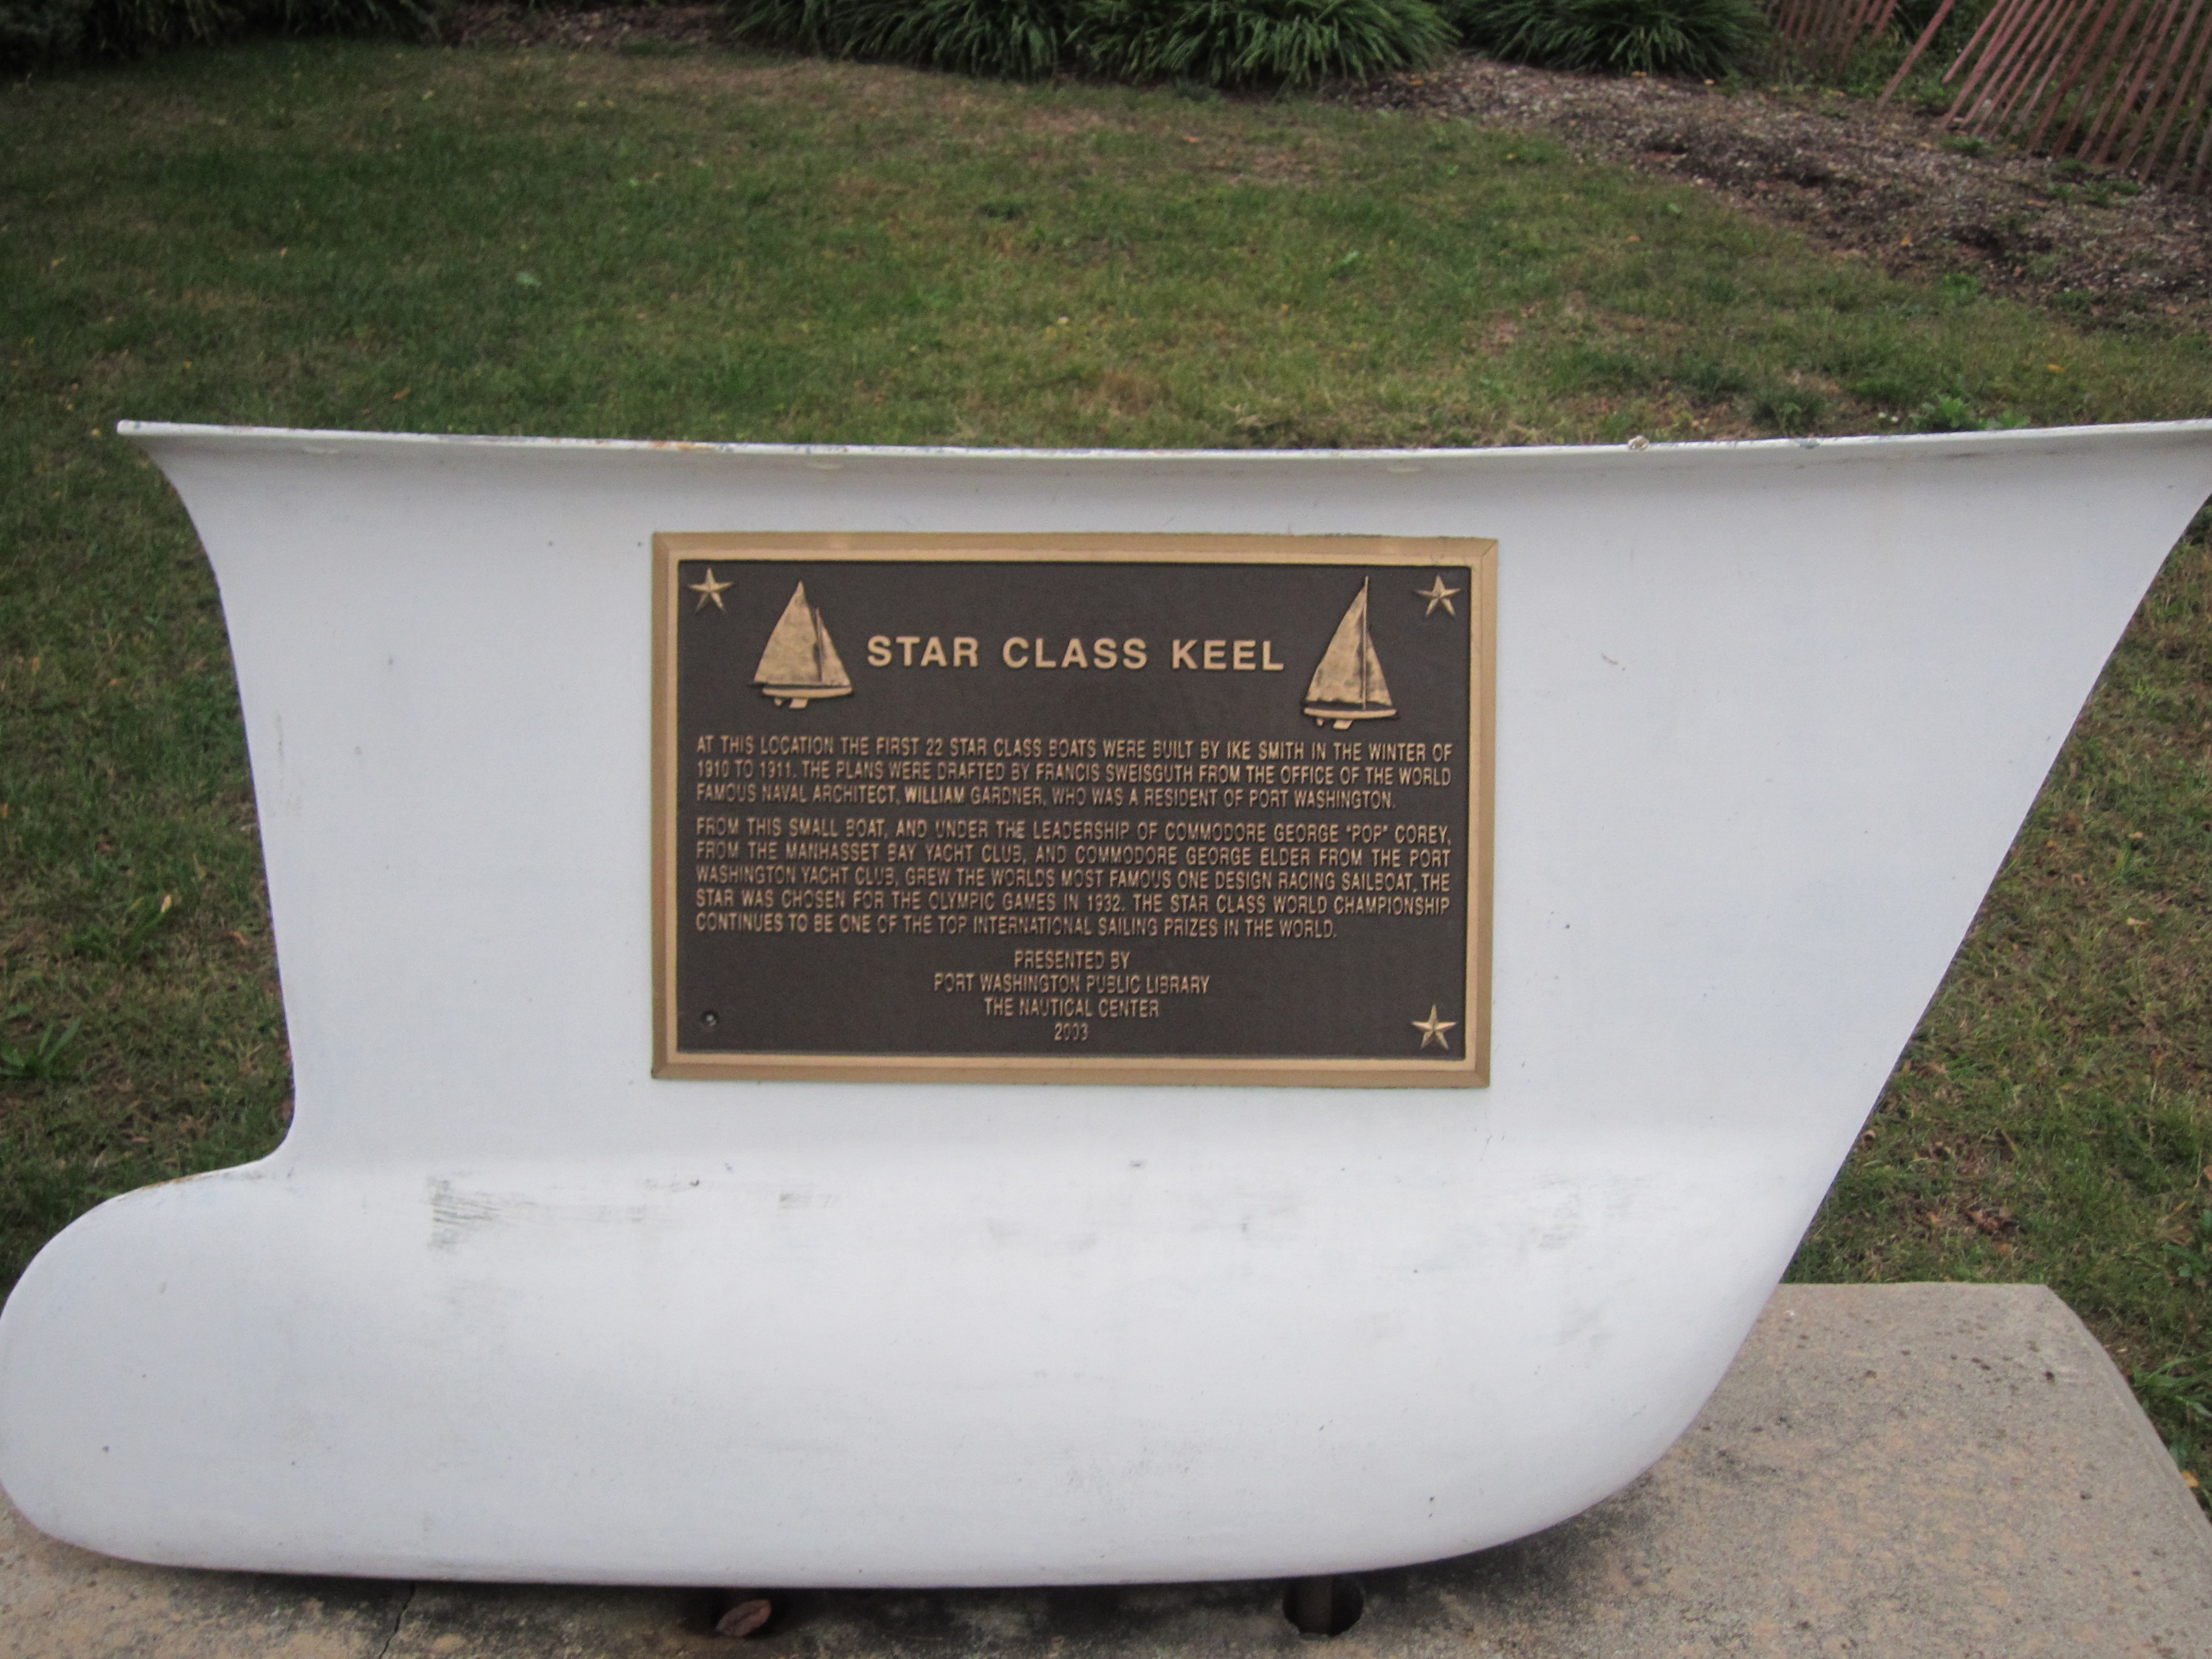 STAR CLASS KEEL
AT THIS LOCATION THE FIRST 22 STAR CLASS BOATS WERE BUILT BY IKE SMITH IN THE WINTER OF
1910 TO 1911. THE PLANS WERE DRAFTED BY FRANCIS SWEISGUTH FROM THE OFFICE OF THE WORLD
FAMOUS NAVAL ARCHITECT, WILLIAM GARDNER, WHO WAS A RESIDENT OF PORT WASHINGTON.
FROM THIS SMALL BOAT, AND UNDER THE LEADERSHIP OF COMMODORE GEORGE "POP" COREY,
FROM THE MANHASSET BAY YACHT CLUB, AND COMMODORE GEORGE ELDER FROM THE PORT
WASHINGTON YACHT CLUB, GREW THE WORLDS MOST FAMOUS ONE DESIGN RACING SAILBOAT. THE
STAR WAS CHOSEN FOR THE OLYMPIC GAMES IN 1932. THE STAR CLASS WORLD CHAMPIONSHIP
CONTINUES TO BE ONE OF THE TOP INTERNATIONAL SAILING PRIZES IN THE WORLD.
PRESENTED BY
PORT WASHINGTON PUBLIC LIBRARY
THE NAUTICAL CENTER
2003